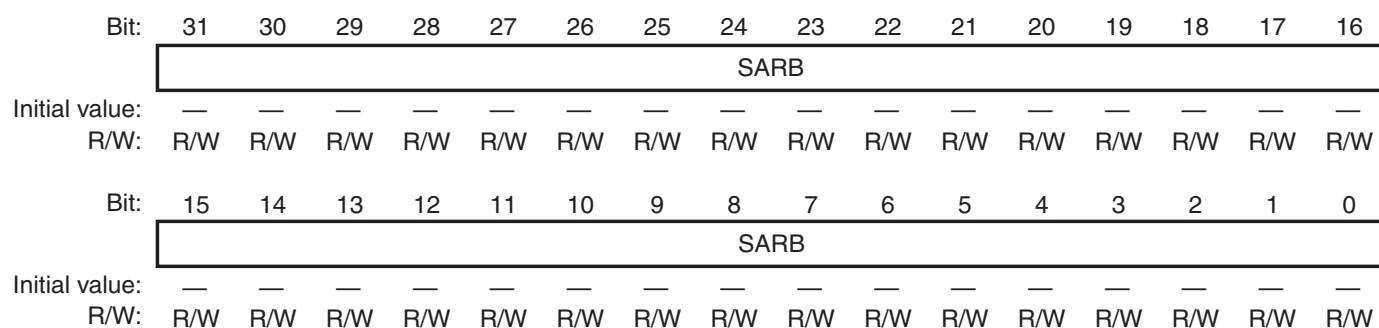 Bit: 31 30 29 28 27 26 25 24 23 22 21 20 19 18 17 16
SARB
Initial value: — — — — — — — — — — — — — — — —
R/W: R/W R/W R/W R/W R/W R/W R/W R/W R/W R/W R/W R/W R/W R/W R/W R/W
Bit: 15 14 13 12 11 10 9 8 7 6 5 4 3 2 1 0
SARB
Initial value: — — — — — — — — — — — — — — — —
R/W: R/W R/W R/W R/W R/W R/W R/W R/W R/W R/W R/W R/W R/W R/W R/W R/W